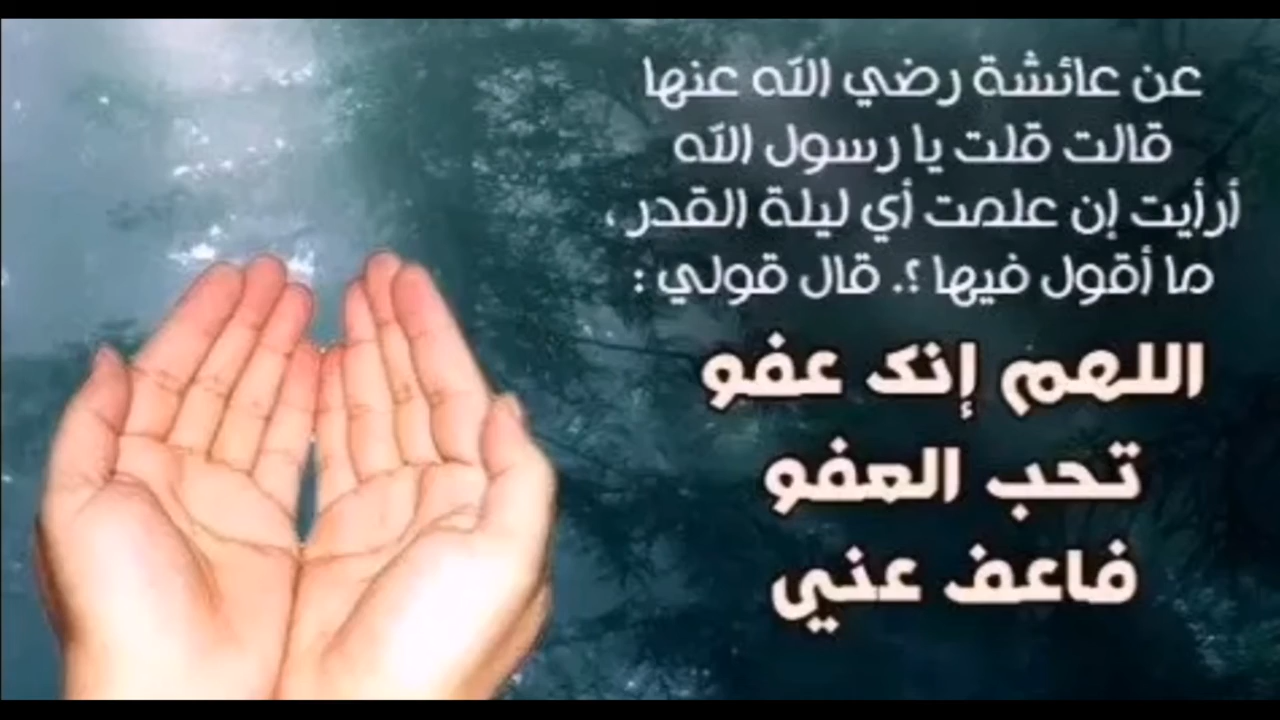 عن عائشة رضي الله عنها
قالت قلت يا رسول الله
أرأيت إن علمت أي ليلة القدر ،
ما أقول فيها ؟. قال قولي :
اللهم إنك عفو
تحب العفو
فاعف عني